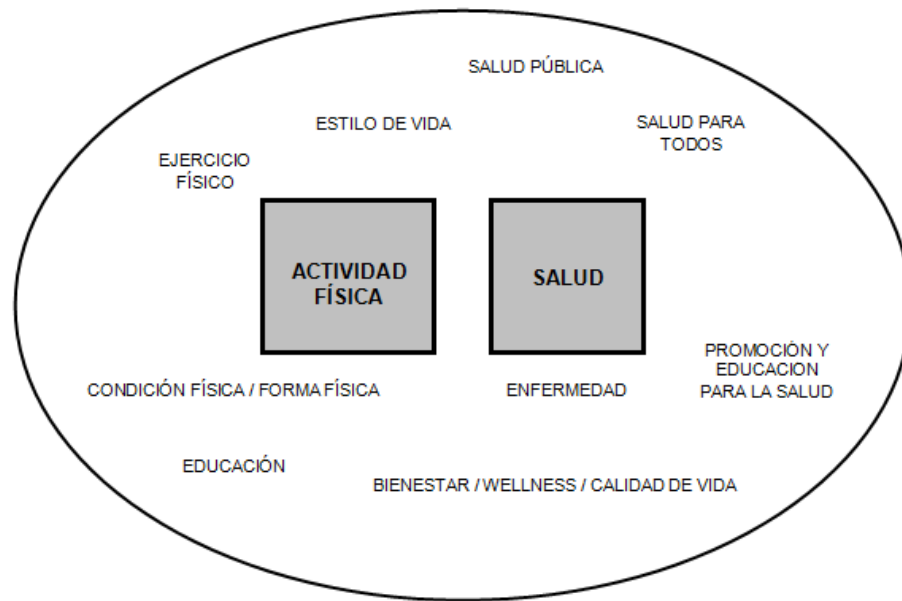 SALUD PÚBLICA
ESTILO DE VIDA
SALUD PARA
TODOS
EJERCICIO
FÍSICO
ACTIVIDAD
FÍSICA
SALUD
PROMOCIÓN Y
EDUCACION
PARA LA SALUD
CONDICIÓN FÍSICA / FORMA FÍSICA
ENFERMEDAD
EDUCACIÓN
BIENESTAR / WELLNESS / CALIDAD DE VIDA